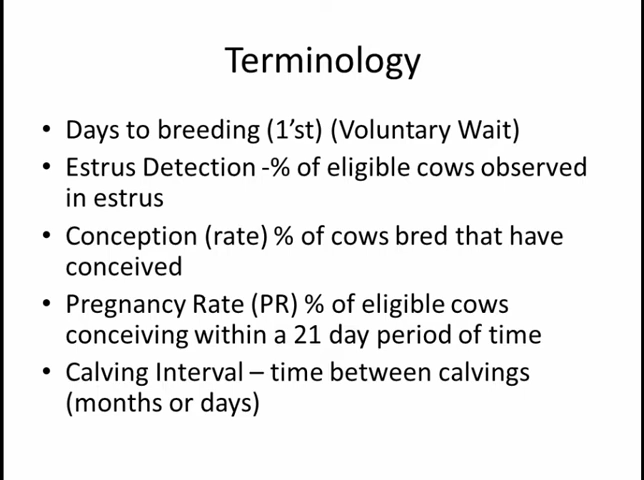 Terminology
• Days to breeding (1’st) (Voluntary Wait)
• Estrus Detection -% of eligible cows observed
in estrus
• Conception (rate) % of cows bred that have
conceived
• Pregnancy Rate (PR) % of eligible cows
conceiving within a 21 day period of time
• Calving Interval – time between calvings
(months or days)